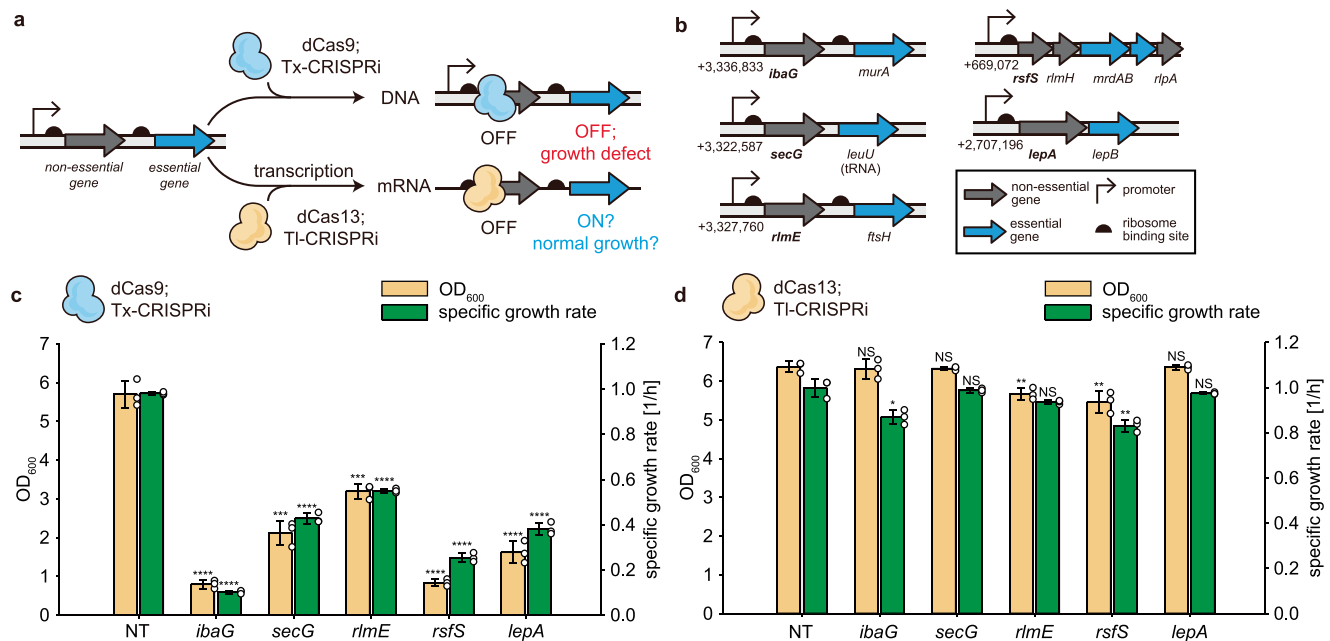 a
dCas9;
Tx-CRISPRi
DNA
OFF
OFF;
growth defect
non-essential
gene
essential
gene
transcription
mRNA
dCas13;
Tl-CRISPRi
OFF
ON?
normal growth?
b
+3,336,833
ibaG
murA
+669,072
rsfS
rlmH
mrdAB
rlpA
+3,322,587
secG
leuU
(tRNA)
+2,707,196
lepA
lepB
+3,327,760
rlmE
ftsH
non-essential
gene
promoter
essential
gene
ribosome
binding site
c
dCas9;
Tx-CRISPRi
OD600
specific growth rate
OD600
7
6
5
4
3
2
1
0
**** **** *** **** *** **** **** **** **** ****
1.2
1.0
0.8
0.6
0.4
0.2
0.0
specific growth rate [1/h]
NT ibaG secG rlmE rsfS lepA
d
dCas13;
Tl-CRISPRi
OD600
specific growth rate
OD600
7
6
5
4
3
2
1
0
NS * NS NS ** NS ** ** NS NS
1.2
1.0
0.8
0.6
0.4
0.2
0.0
specific growth rate [1/h]
NT ibaG secG rlmE rsfS lepA